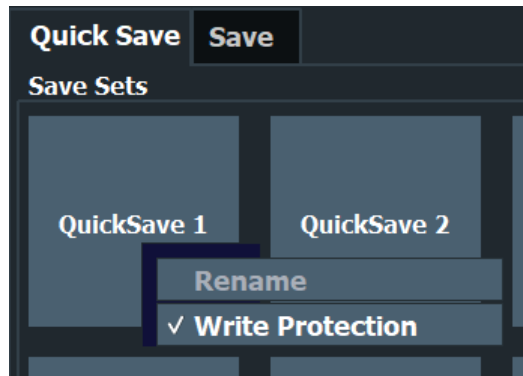 Quick Save Save
Save Sets
QuickSave 1 QuickSave 2
Rename
✓ Write Protection